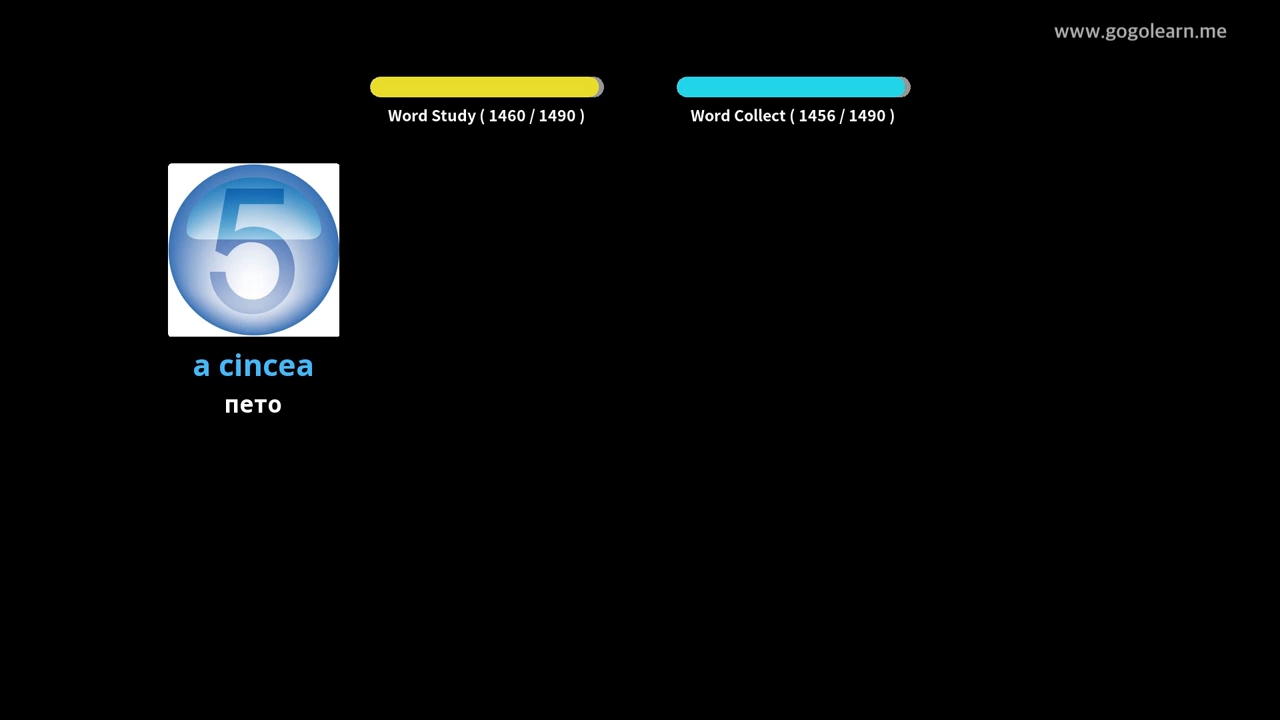 www.gogolearn.me
Word Study ( 1460 / 1490 )
Word Collect ( 1456 / 1490 )
5
a cincea
пето